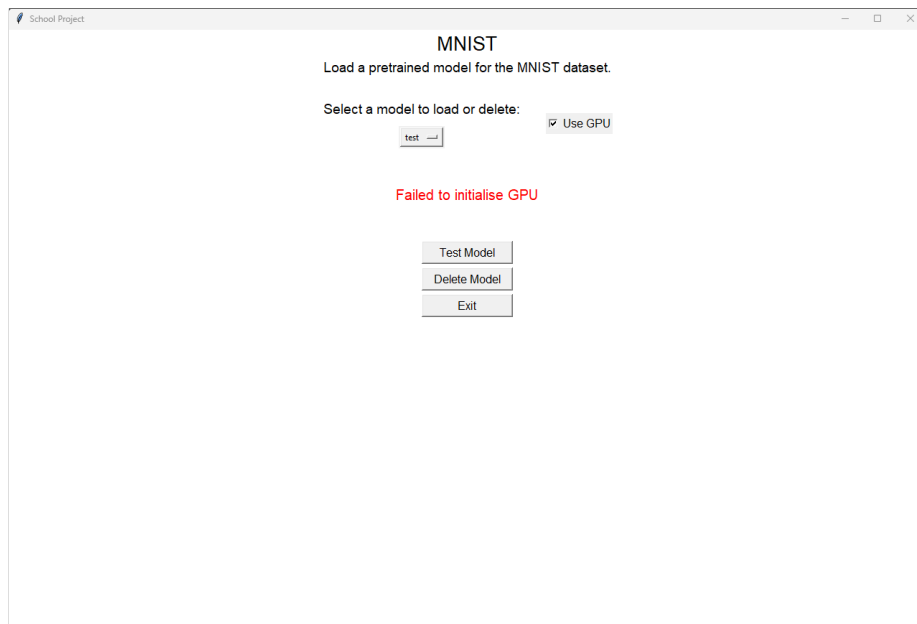 School Project
MNIST
Load a pretrained model for the MNIST dataset.
Select a model to load or delete:
Use GPU
test
Failed to initialise GPU
Test Model
Delete Model
Exit